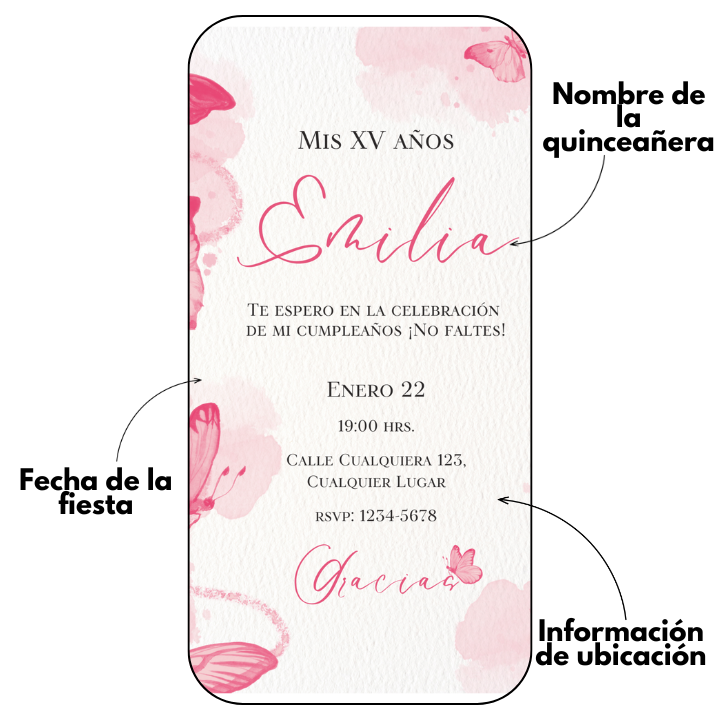 Nombre de
la
quinceañera
Mis XV años
Emilia
Te espero en la celebración
de mi cumpleaños ¡No faltes!
Enero 22
19:00 hrs.
Calle Cualquiera 123,
Cualquier Lugar
rsvp: 1234-5678
Gracias
Fecha de la
fiesta
Información
de ubicación